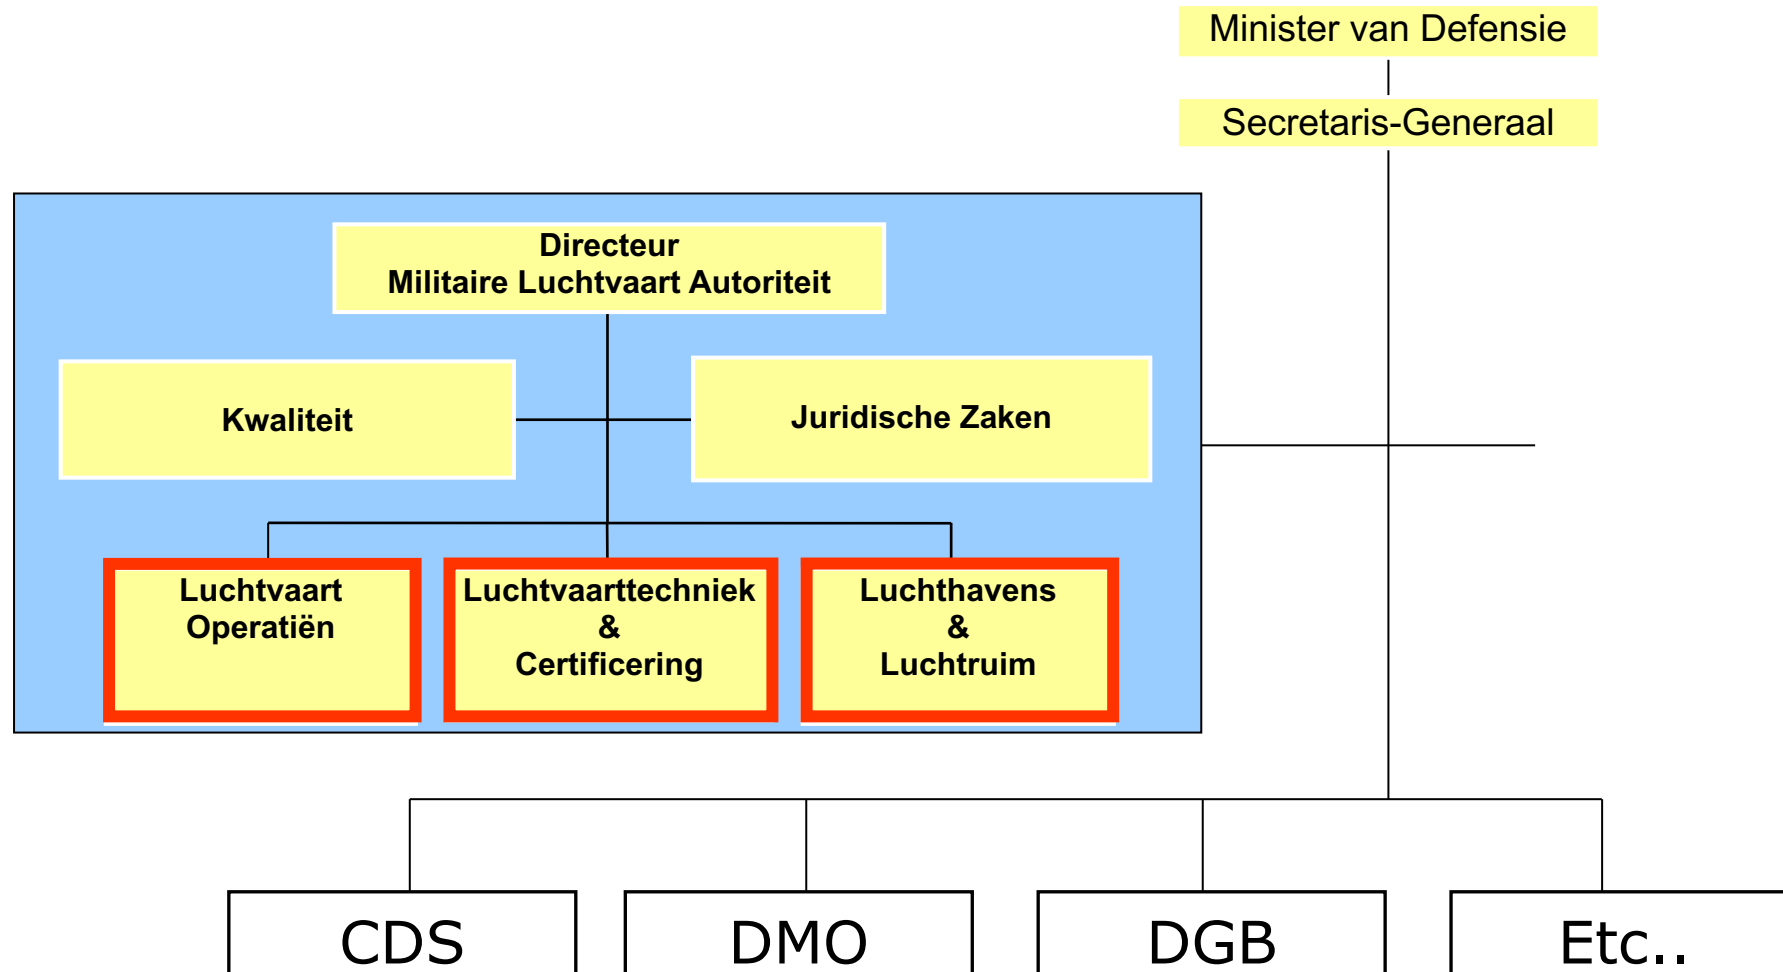 Minister van Defensie
Secretaris-Generaal
Directeur
Militaire Luchtvaart Autoriteit
Kwaliteit
Juridische Zaken
Luchtvaart
Operatiën
Luchtvaarttechniek
&
Certificering
Luchthavens
&
Luchtruim
CDS
DMO
DGB
Etc..